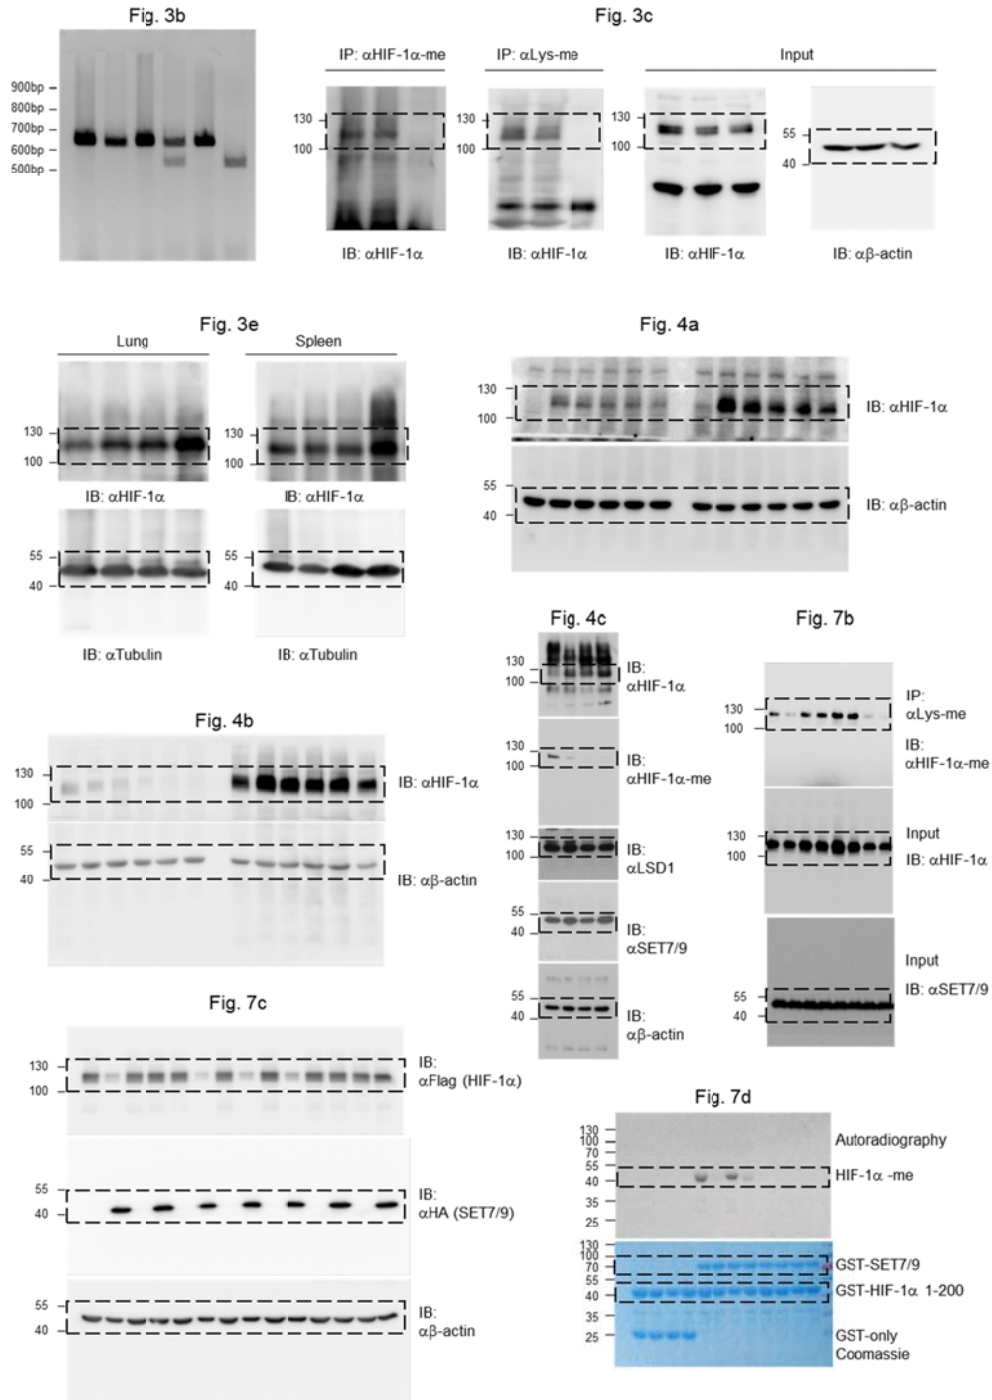 Fig. 3b
900bp
800bp
700bp
600bp
500bp
Fig. 3c
IP: αHIF-1α-me
IP: αLys-me
Input
130
100
130
100
130
100
55
40
IB: αHIF-1α
IB: αHIF-1α
IB: αHIF-1α
IB: αβ-actin
Fig. 3e
Lung
Spleen
130
100
130
100
IB: αHIF-1α
IB: αHIF-1α
55
40
55
40
IB: αTubulin
IB: αTubulin
Fig. 4a
130
100
IB: αHIF-1α
55
40
IB: αβ-actin
Fig. 4b
130
100
IB: αHIF-1α
55
40
IB: αβ-actin
Fig. 4c
130
100
IB:
αHIF-1α
130
100
IB:
αHIF-1α-me
130
100
IB:
αLSD1
55
40
IB:
αSET7/9
55
40
IB:
αβ-actin
Fig. 7b
130
100
IP:
αLys-me
IB:
αHIF-1α-me
130
100
Input
IB: αHIF-1α
Input
55
40
IB: αSET7/9
Fig. 7c
130
100
IB:
αFlag (HIF-1α)
55
40
IB:
αHA (SET7/9)
55
40
IB:
αβ-actin
Fig. 7d
130
100
70
55
40
35
25
Autoradiography
HIF-1α -me
130
100
70
55
40
35
25
GST-SET7/9
GST-HIF-1α 1-200
GST-only
Coomassie